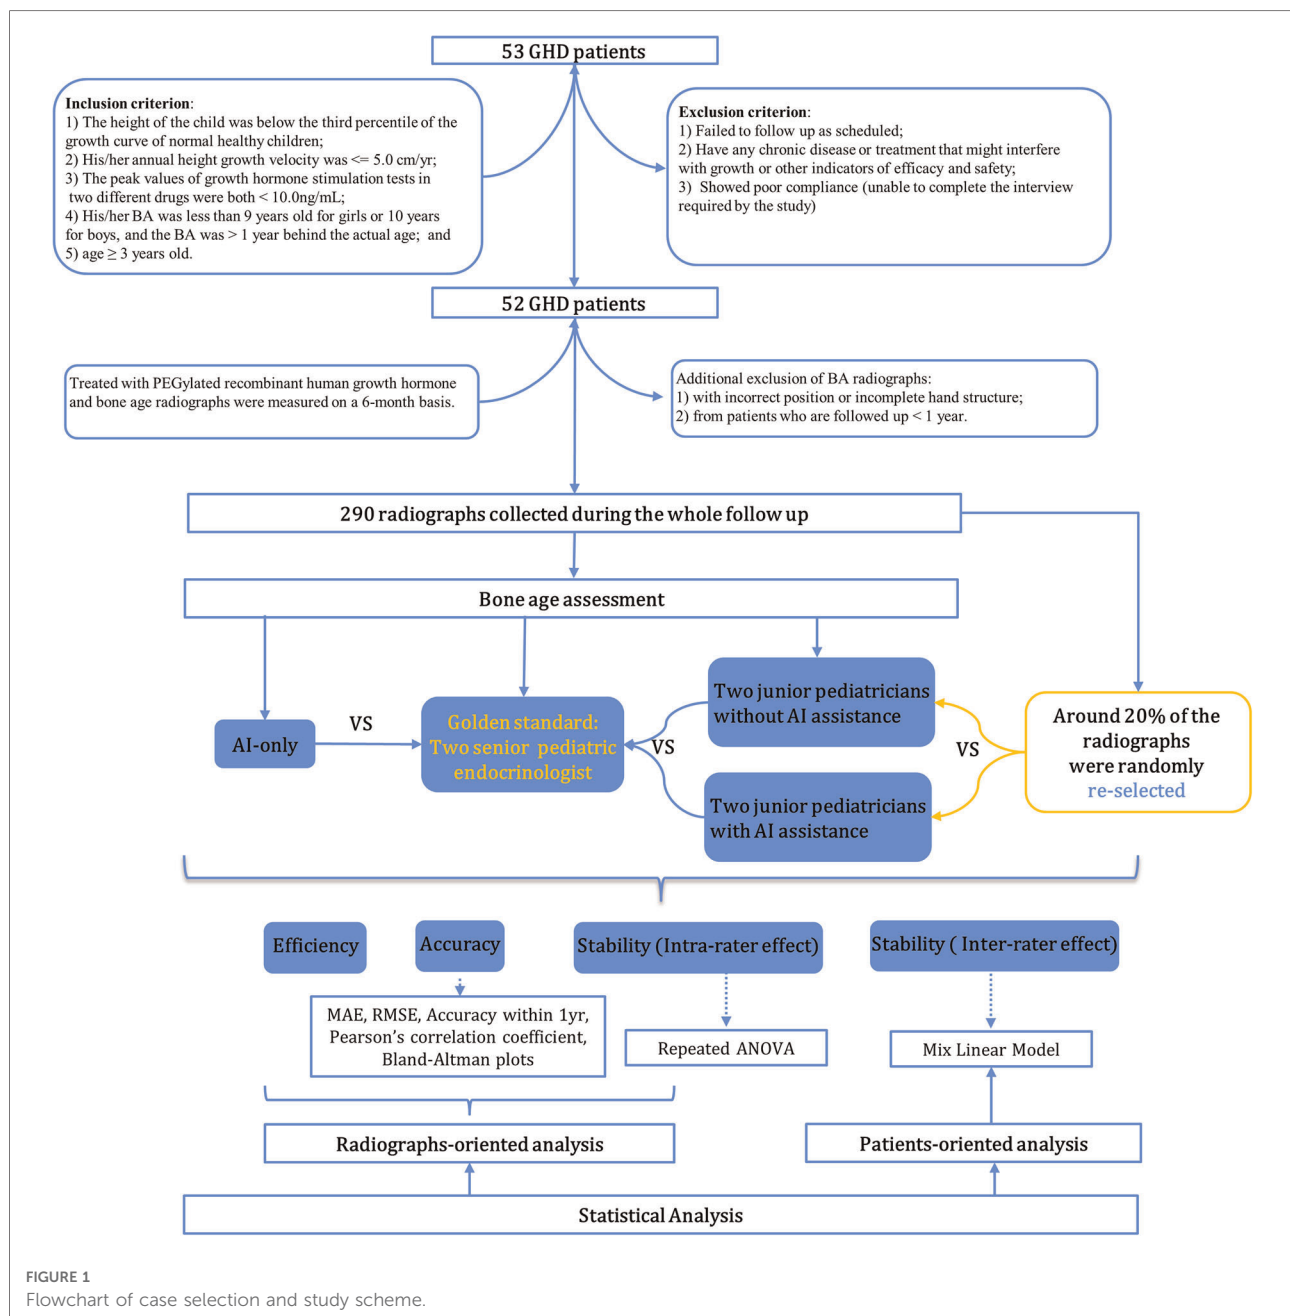 53 GHD patients
Inclusion criterion:
1) The height of the child was below the third percentile of the
growth curve of normal healthy children;
2) His/her annual height growth velocity was <= 5.0 cm/yr;
3) The peak values of growth hormone stimulation tests in
two different drugs were both < 10.0ng/mL;
4) His/her BA was less than 9 years old for girls or 10 years
for boys, and the BA was > 1 year behind the actual age; and
5) age ≥ 3 years old.
Exclusion criterion:
1) Failed to follow up as scheduled;
2) Have any chronic disease or treatment that might interfere
with growth or other indicators of efficacy and safety;
3) Showed poor compliance (unable to complete the interview
required by the study)
52 GHD patients
Treated with PEGylated recombinant human growth hormone
and bone age radiographs were measured on a 6-month basis.
Additional exclusion of BA radiographs:
1) with incorrect position or incomplete hand structure;
2) from patients who are followed up < 1 year.
290 radiographs collected during the whole follow up
Bone age assessment
AI-only
VS
Golden standard:
Two senior pediatric
endocrinologist
VS
Two junior pediatricians
without AI assistance
Two junior pediatricians
with AI assistance
VS
Around 20% of the
radiographs
were randomly
re-selected
Efficiency
Accuracy
Stability (Intra-rater effect)
Stability ( Inter-rater effect)
MAE, RMSE, Accuracy within 1yr,
Pearson's correlation coefficient,
Bland-Altman plots
Repeated ANOVA
Mix Linear Model
Radiographs-oriented analysis
Patients-oriented analysis
Statistical Analysis
FIGURE 1
Flowchart of case selection and study scheme.